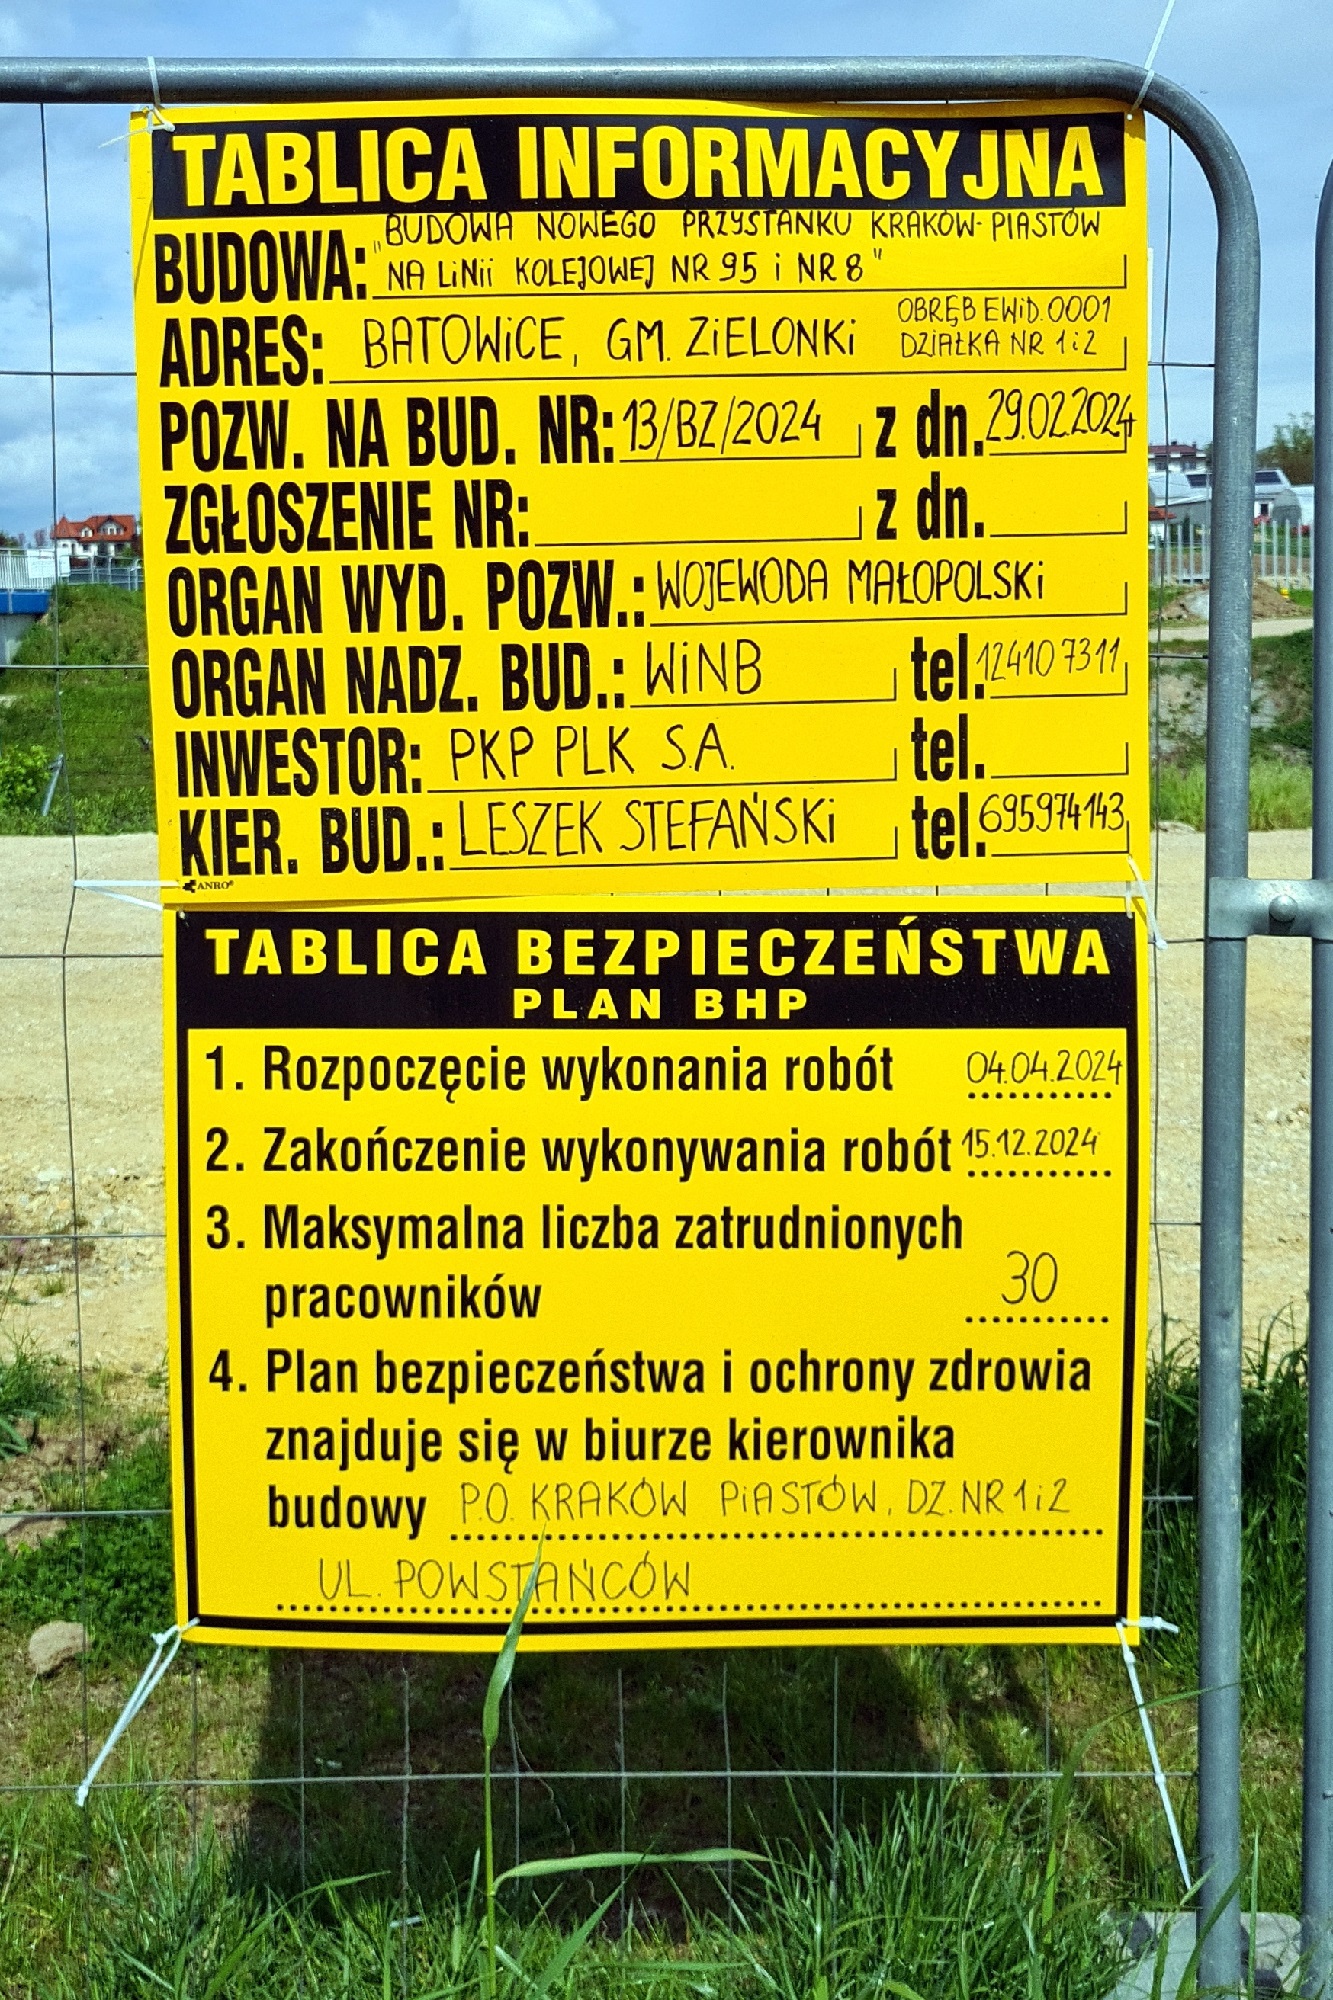 TABLICA INFORMACYJNA
BUDOWA: "BUDOWA NOWEGO PRZYSTANKU KRAKÓW-PIASTÓW
NA LiNii KOLEJOWEJ NR 95 i NR 8"
ADRES: BATOWiCE, GM. ZiELONKi OBRĘB EWiD. 0001
DZIAŁKA NR 1 i 2
POZW. NA BUD. NR: 13/BZ/2024 z dn. 29.02.2024
ZGŁOSZENIE NR: z dn.
ORGAN WYD. POZW.: WOJEWODA MAŁOPOLSKi
ORGAN NADZ. BUD.: WiNB tel. 124107311
INWESTOR: PKP PLK S.A. tel.
KIER. BUD.: LESZEK STEFAŃSKi tel. 695974143
ANRO®
TABLICA BEZPIECZEŃSTWA
PLAN BHP
1. Rozpoczęcie wykonania robót 04.04.2024
2. Zakończenie wykonywania robót 15.12.2024
3. Maksymalna liczba zatrudnionych
pracowników 30
4. Plan bezpieczeństwa i ochrony zdrowia
znajduje się w biurze kierownika
budowy P.O. KRAKÓW PiASTÓW, DZ. NR 1 i 2
UL. POWSTAŃCÓW